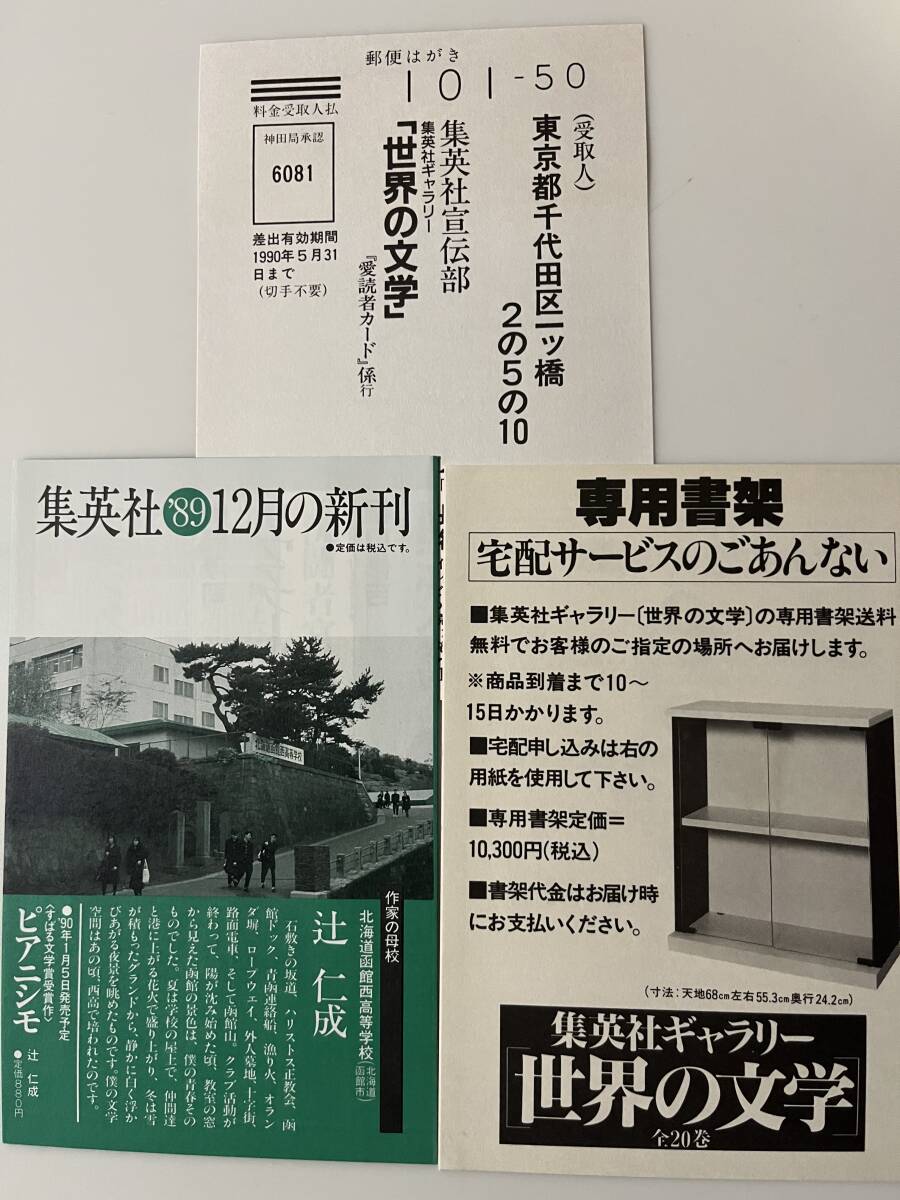 郵便はがき
101-50
料金受取人払
神田局承認
6081
差出有効期間
1990年5月31
日まで
(切手不要)
(受取人)
東京都千代田区一ッ橋
2の5の10
集英社宣伝部
集英社ギャラリー
「世界の文学」
『愛読者カード』係行
集英社'89 12月の新刊
●定価は税込です。
北海道函館西高等学校
作家の母校
北海道函館西高等学校(北海道函館市)
辻 仁成
石敷きの坂道、ハリストス正教会、函
館ドック、青函連絡船、漁り火、オラン
ダ塀、ロープウェイ、外人墓地、十字街、
路面電車、そして函館山。クラブ活動が
終わって、陽が沈み始めた頃、教室の窓
から見えた函館の景色は、僕の青春その
ものでした。夏は学校の屋上で、仲間達
と港に上がる花火で盛り上がり、冬は雪
が積もったグランドから、静かに白く浮か
びあがる夜景を眺めたものです。僕の文学
空間はあの頃、西高で培われたのです。
●'90年1月5日発売予定
〈すばる文学賞受賞作〉
ピアニシモ
辻 仁成
●定価880円
専用書架
宅配サービスのごあんない
■集英社ギャラリー〔世界の文学〕の専用書架送料
無料でお客様のご指定の場所へお届けします。
※商品到着まで10〜
15日かかります。
■宅配申し込みは右の
用紙を使用して下さい。
■専用書架定価=
10,300円(税込)
■書架代金はお届け時
にお支払いください。
(寸法:天地68cm左右55.3cm奥行24.2cm)
集英社ギャラリー
「世界の文学」
全20巻